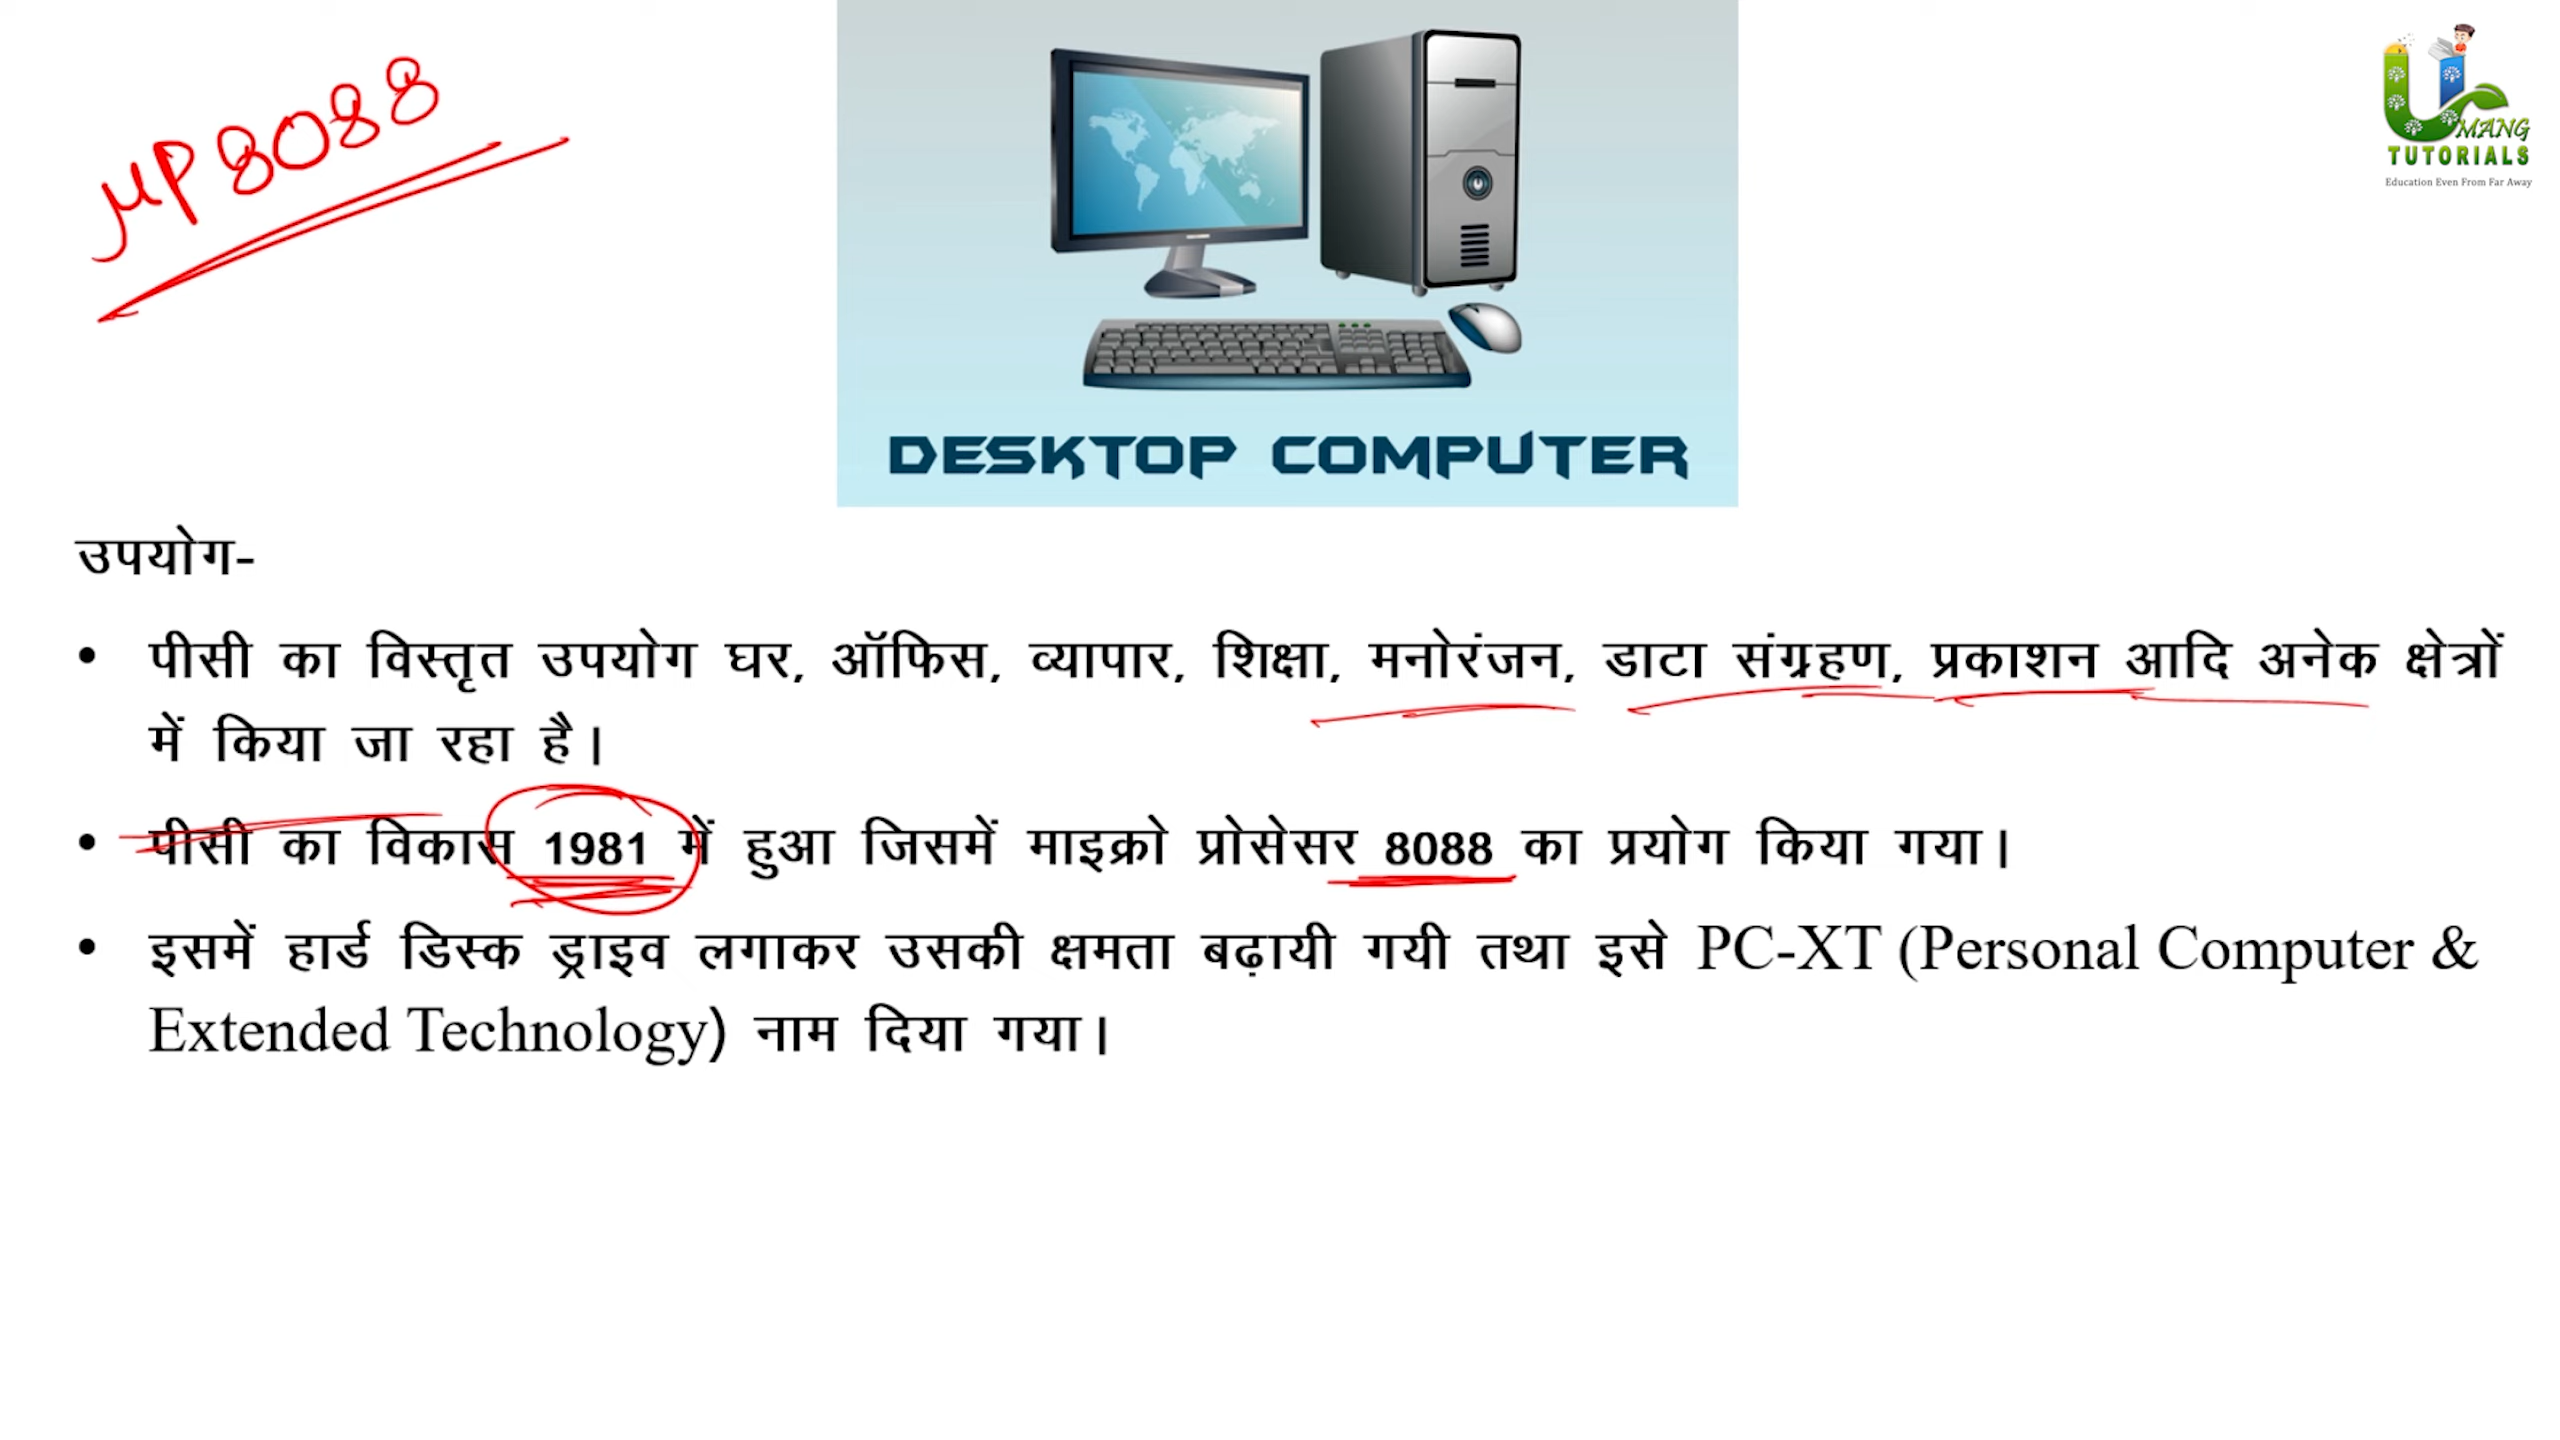 µP 8088
UMANG
TUTORIALS
Education Even From Far Away
DESKTOP COMPUTER
उपयोग-
• पीसी का विस्तृत उपयोग घर, ऑफिस, व्यापार, शिक्षा, मनोरंजन, डाटा संग्रहण, प्रकाशन आदि अनेक क्षेत्रों
में किया जा रहा है।
• पीसी का विकास 1981 में हुआ जिसमें माइक्रो प्रोसेसर 8088 का प्रयोग किया गया।
• इसमें हार्ड डिस्क ड्राइव लगाकर उसकी क्षमता बढ़ायी गयी तथा इसे PC-XT (Personal Computer &
Extended Technology) नाम दिया गया।